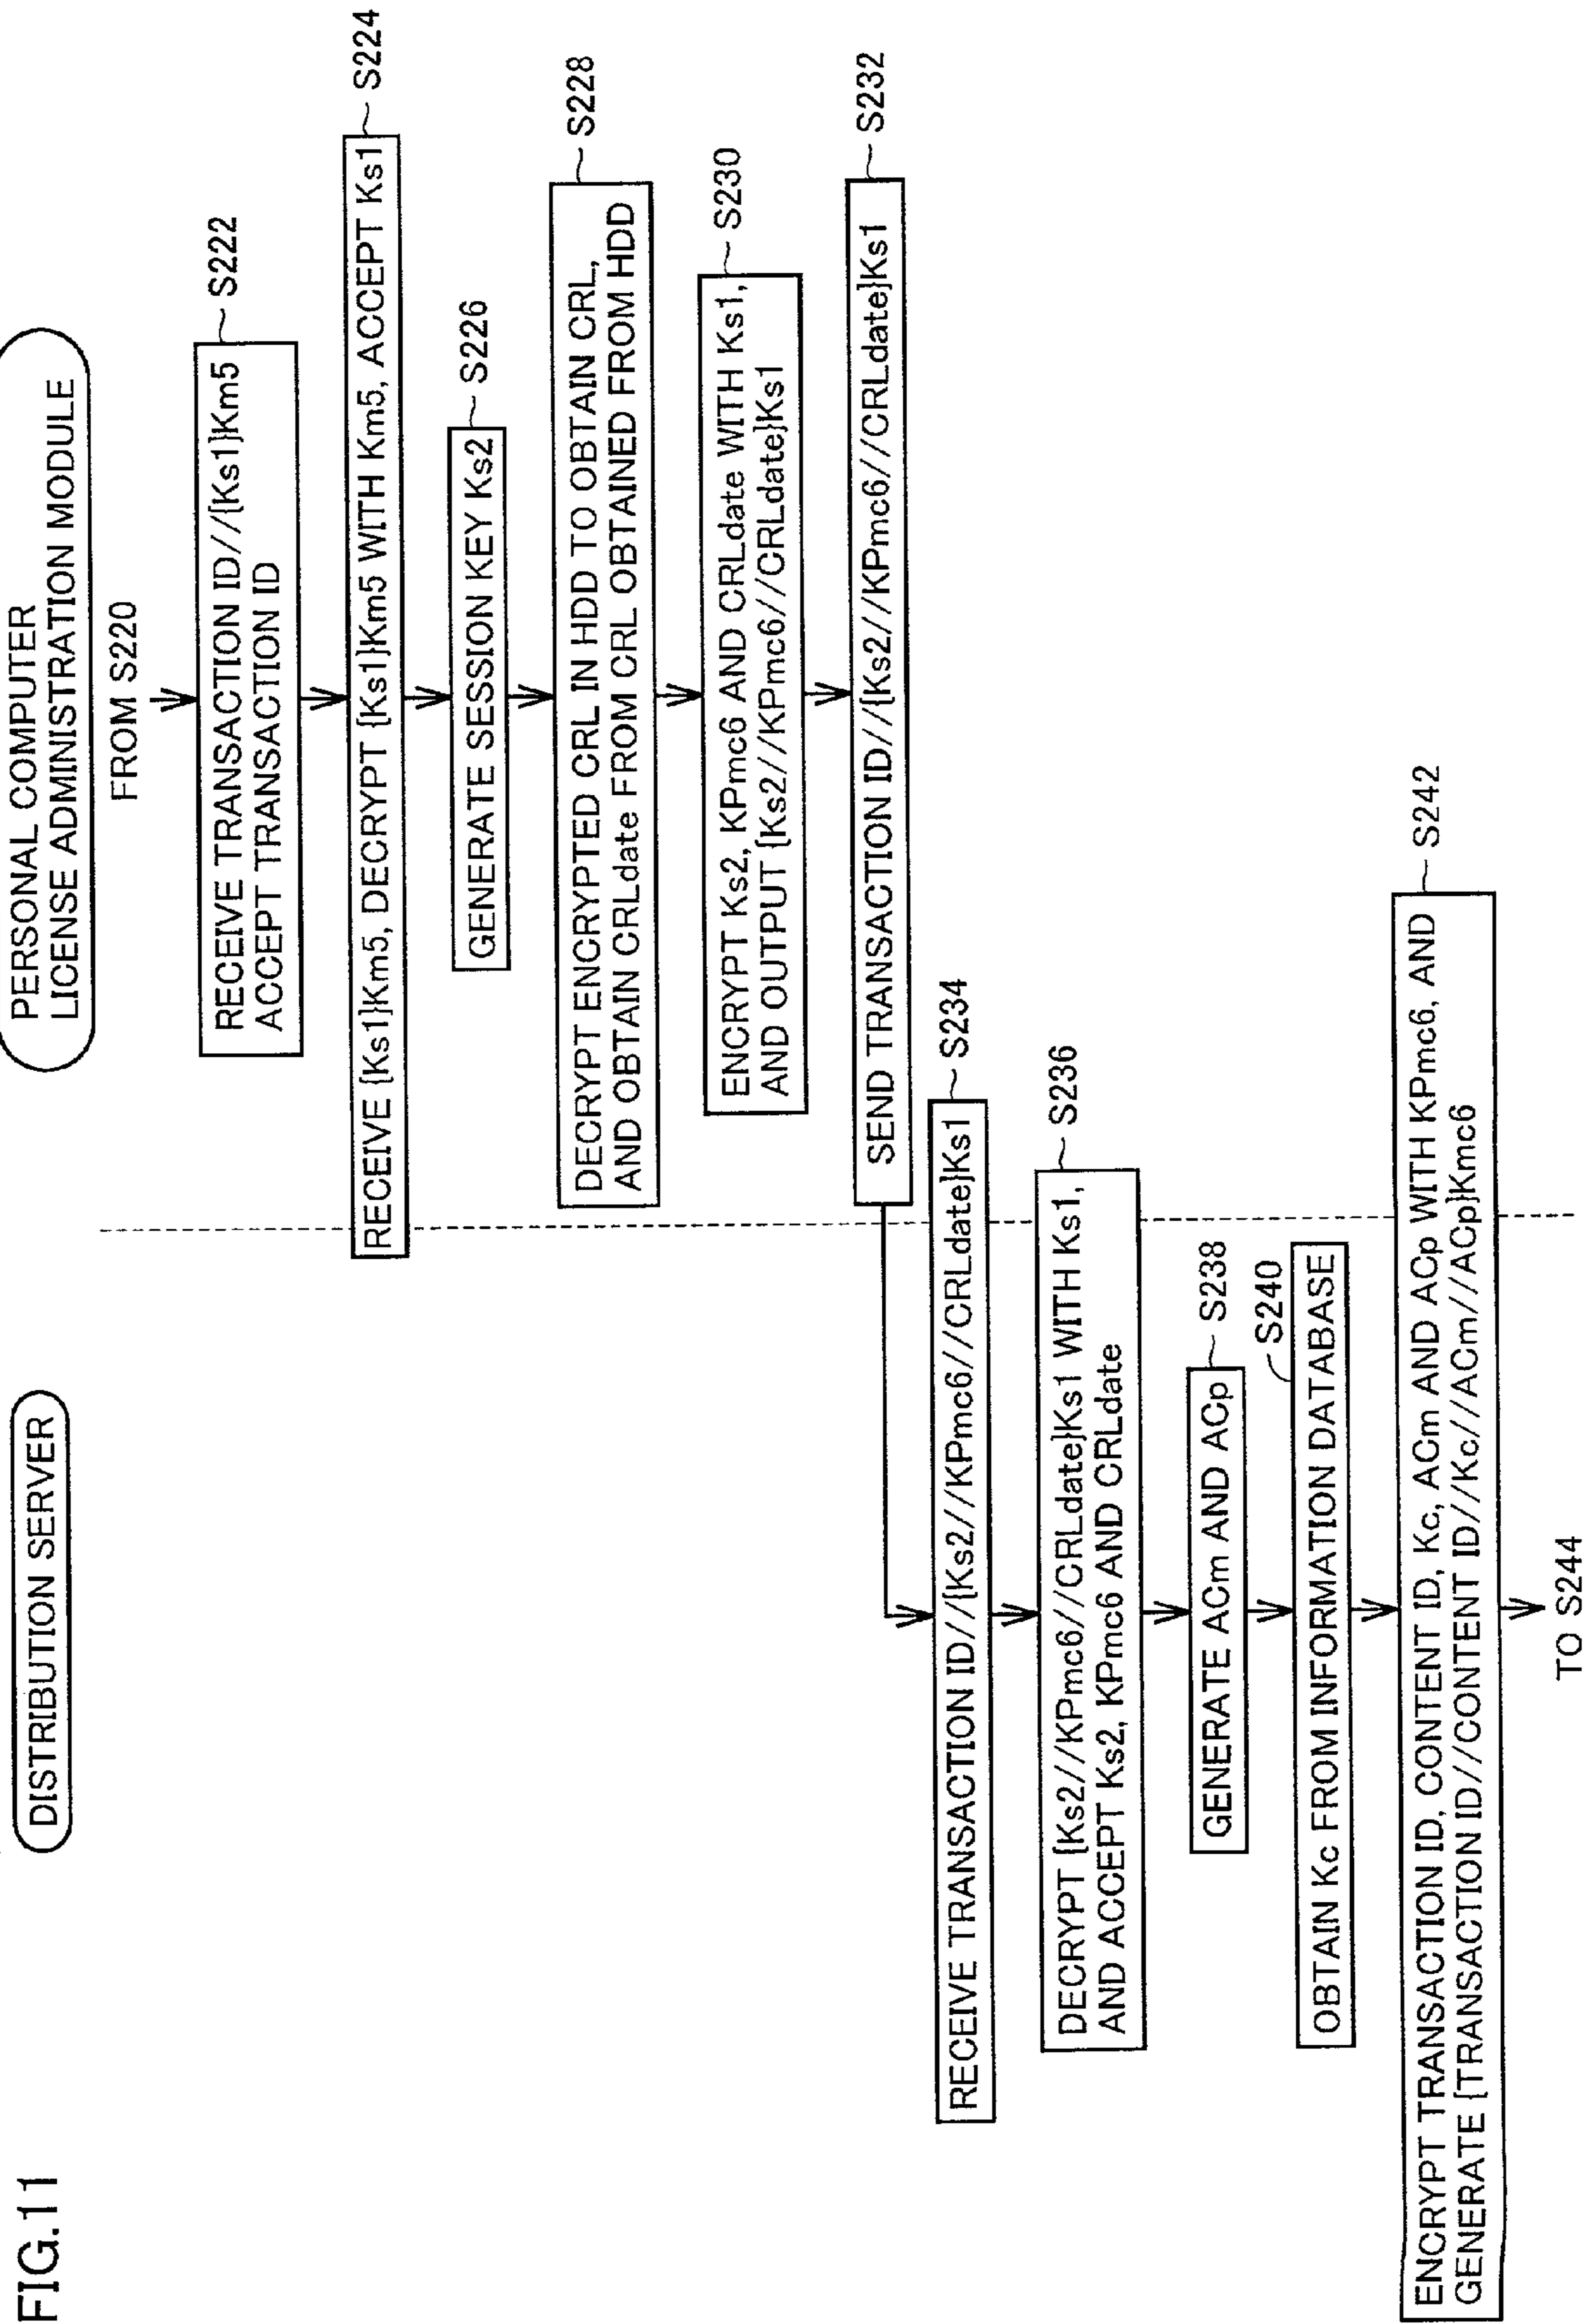 FIG.11
DISTRIBUTION SERVER
PERSONAL COMPUTER
LICENSE ADMINISTRATION MODULE
FROM S220
RECEIVE TRANSACTION ID//{Ks1}Km5
ACCEPT TRANSACTION ID
S222
RECEIVE {Ks1}Km5, DECRYPT {Ks1}Km5 WITH Km5, ACCEPT Ks1
S224
GENERATE SESSION KEY Ks2
S226
DECRYPT ENCRYPTED CRL IN HDD TO OBTAIN CRL,
AND OBTAIN CRLdate FROM CRL OBTAINED FROM HDD
S228
ENCRYPT Ks2, KPmc6 AND CRLdate WITH Ks1,
AND OUTPUT {Ks2//KPmc6//CRLdate}Ks1
S230
SEND TRANSACTION ID//{Ks2//KPmc6//CRLdate}Ks1
S232
RECEIVE TRANSACTION ID//{Ks2//KPmc6//CRLdate}Ks1
S234
DECRYPT {Ks2//KPmc6//CRLdate}Ks1 WITH Ks1,
AND ACCEPT Ks2, KPmc6 AND CRLdate
S236
GENERATE ACm AND ACp
S238
S240
OBTAIN Kc FROM INFORMATION DATABASE
ENCRYPT TRANSACTION ID, CONTENT ID, Kc, ACm AND ACp WITH KPmc6, AND
GENERATE {TRANSACTION ID//CONTENT ID//Kc//ACm//ACp}Kmc6
S242
TO S244